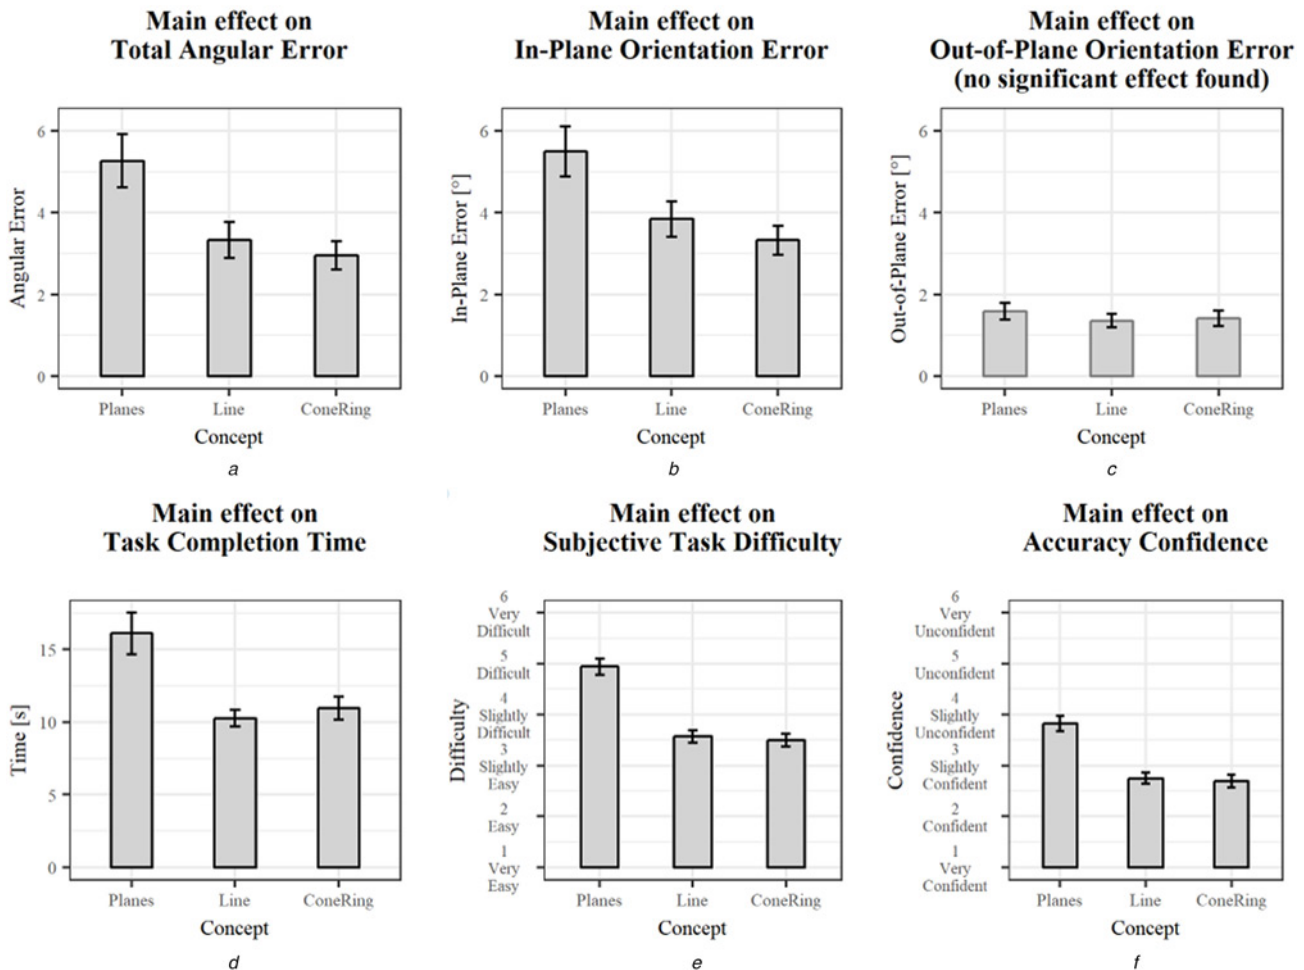 Main effect on
Total Angular Error
Angular Error
6
4
2
0
Planes Line ConeRing
Concept
a
Main effect on
In-Plane Orientation Error
In-Plane Error [°]
6
4
2
0
Planes Line ConeRing
Concept
b
Main effect on
Out-of-Plane Orientation Error
(no significant effect found)
Out-of-Plane Error [°]
6
4
2
0
Planes Line ConeRing
Concept
c
Main effect on
Task Completion Time
Time [s]
15
10
5
0
Planes Line ConeRing
Concept
d
Main effect on
Subjective Task Difficulty
Difficulty
6
Very
Difficult
5
Difficult
4
Slightly
Difficult
3
Slightly
Easy
2
Easy
1
Very
Easy
Planes Line ConeRing
Concept
e
Main effect on
Accuracy Confidence
Confidence
6
Very
Unconfident
5
Unconfident
4
Slightly
Unconfident
3
Slightly
Confident
2
Confident
1
Very
Confident
Planes Line ConeRing
Concept
f